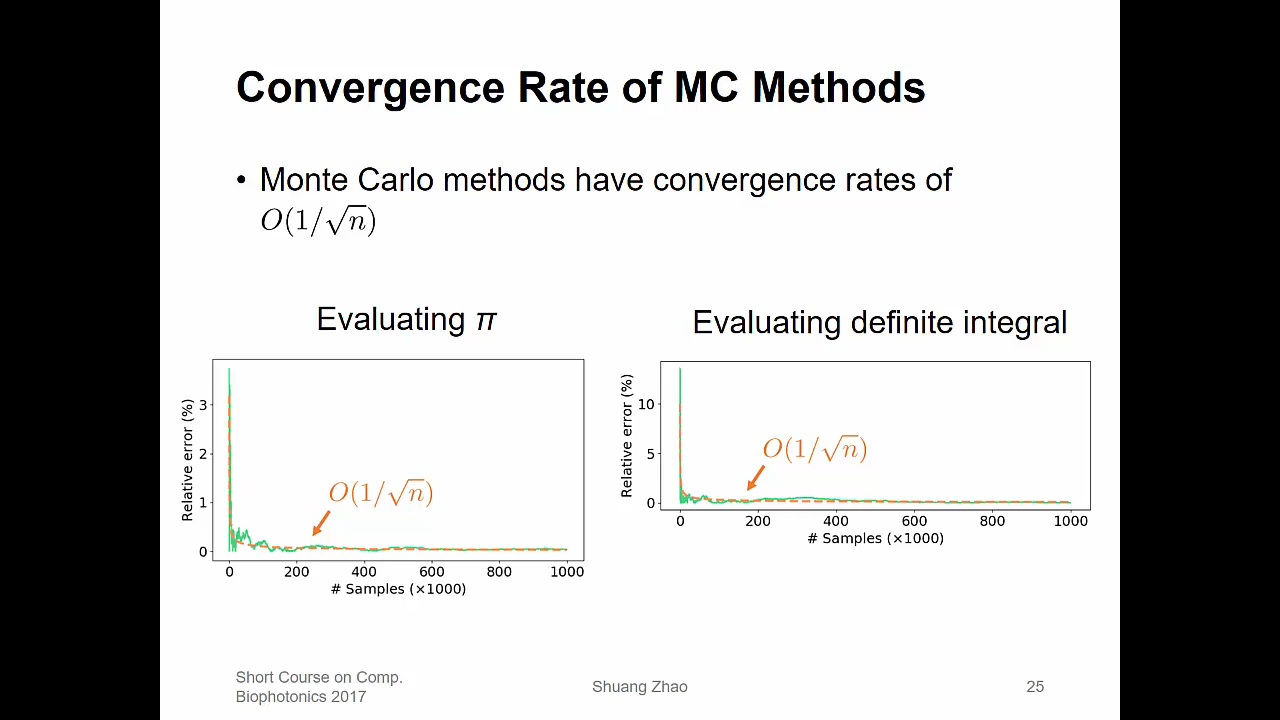 Convergence Rate of MC Methods
• Monte Carlo methods have convergence rates of
O(1/√n)
Evaluating π
Relative error (%)
3
2
1
0
O(1/√n)
0 200 400 600 800 1000
# Samples (×1000)
Evaluating definite integral
Relative error (%)
10
5
0
O(1/√n)
0 200 400 600 800 1000
# Samples (×1000)
Short Course on Comp.
Biophotonics 2017
Shuang Zhao
25